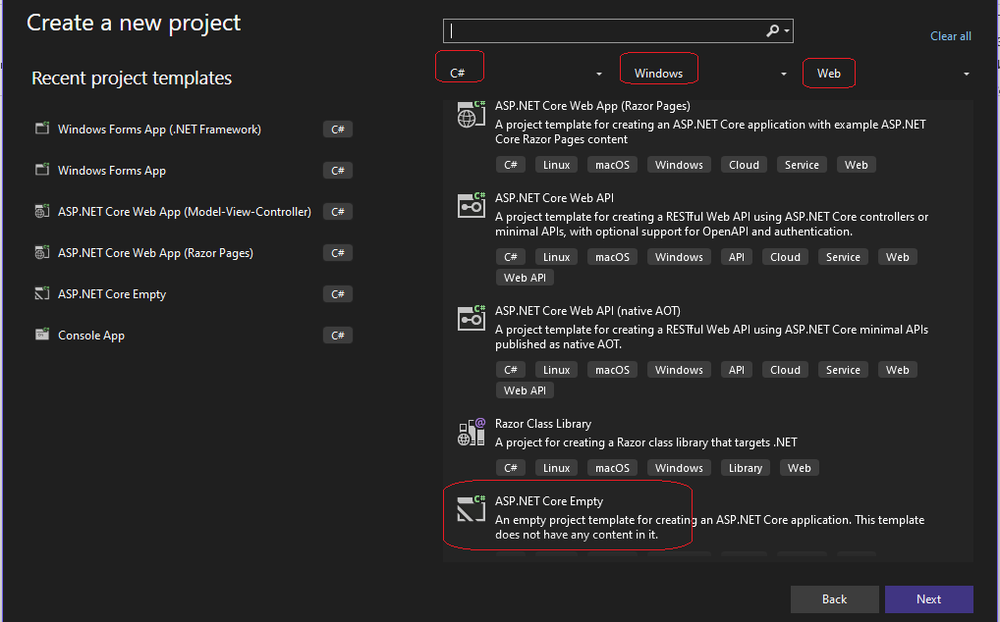 Create a new project
Clear all
C#
Windows
Web
Recent project templates
Windows Forms App (.NET Framework)
C#
Windows Forms App
C#
ASP.NET Core Web App (Model-View-Controller)
C#
ASP.NET Core Web App (Razor Pages)
C#
ASP.NET Core Empty
C#
Console App
C#
ASP.NET Core Web App (Razor Pages)
A project template for creating an ASP.NET Core application with example ASP.NET
Core Razor Pages content
C# Linux macOS Windows Cloud Service Web
ASP.NET Core Web API
A project template for creating a RESTful Web API using ASP.NET Core controllers or
minimal APIs, with optional support for OpenAPI and authentication.
C# Linux macOS Windows API Cloud Service Web
Web API
ASP.NET Core Web API (native AOT)
A project template for creating a RESTful Web API using ASP.NET Core minimal APIs
published as native AOT.
C# Linux macOS Windows API Cloud Service Web
Web API
Razor Class Library
A project for creating a Razor class library that targets .NET
C# Linux macOS Windows Library Web
ASP.NET Core Empty
An empty project template for creating an ASP.NET Core application. This template
does not have any content in it.
Back
Next